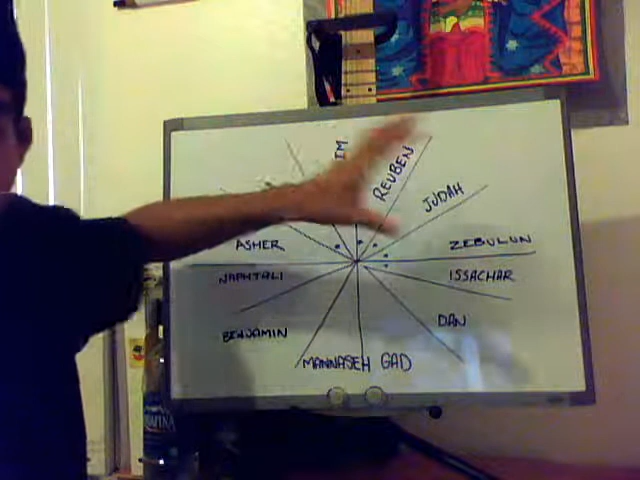 IM
REUBEN
JUDAH
ASHER
ZEBULUN
NAPHTALI
ISSACHAR
BENJAMIN
DAN
MANNASEH GAD